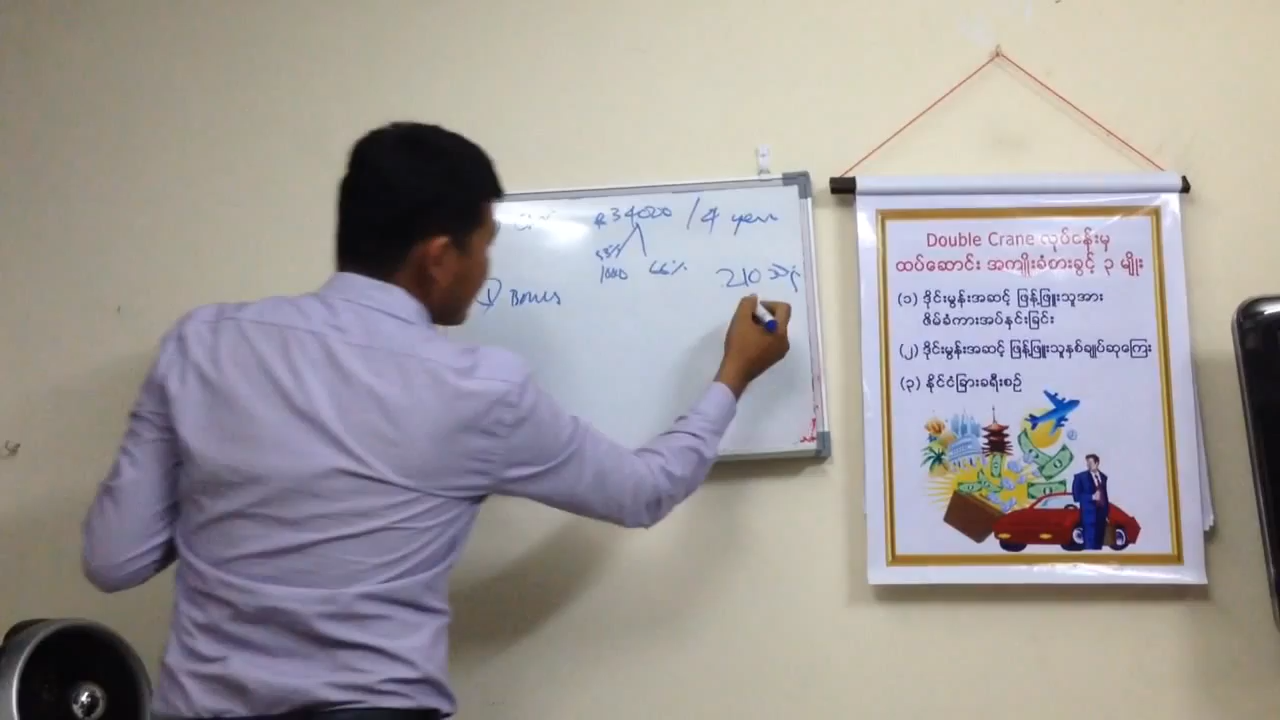 234000 / 4 year
1000 66%
210 သိန်း
Bonus
Double Crane လုပ်ငန်းမှ
ထပ်ဆောင်း အကျိုးခံစားခွင့် ၃ မျိုး
(၁) ဒိုင်းမွန်းအဆင့် ဖြန့်ဖြူးသူအား
ဇိမ်ခံကားအပ်နှင်းခြင်း
(၂) ဒိုင်းမွန်းအဆင့် ဖြန့်ဖြူးသူနှစ်ချုပ်ဆုကြေး
(၃) နိုင်ငံခြားခရီးစဉ်